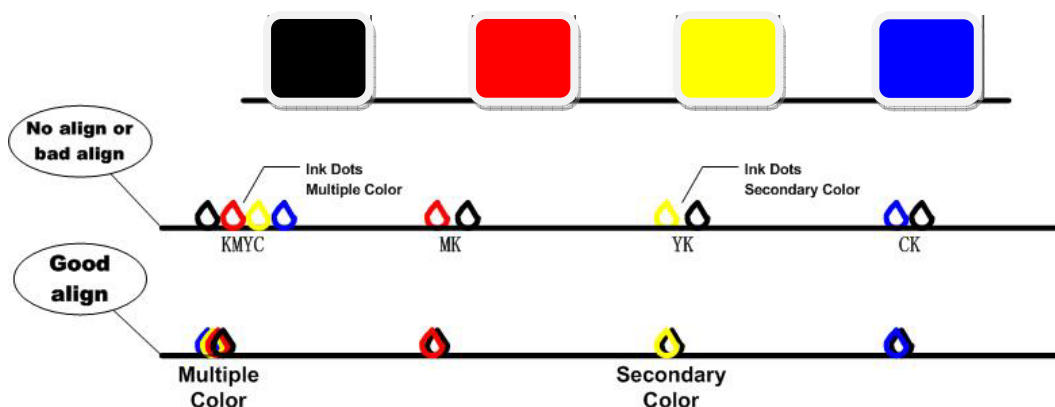 No align or
bad align
Ink Dots
Multiple Color
Ink Dots
Secondary Color
KMYC
MK
YK
CK
Good
align
Multiple
Color
Secondary
Color